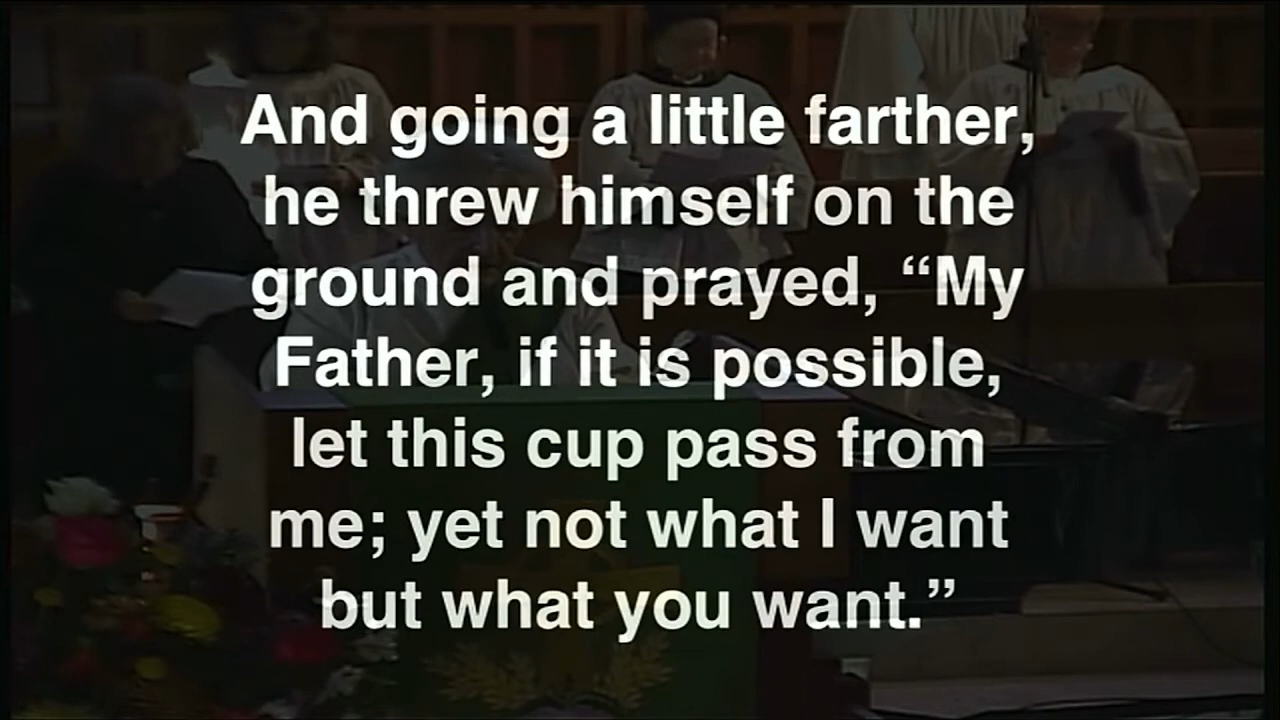 And going a little farther,
he threw himself on the
ground and prayed, “My
Father, if it is possible,
let this cup pass from
me; yet not what I want
but what you want.”